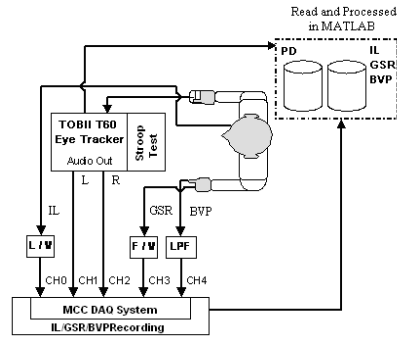 Read and Processed
in MATLAB
PD
IL
GSR
BVP
TOBII T60
Eye Tracker
Audio Out
Stroop
Test
L
R
IL
GSR
BVP
L / V
F / V
LPF
CH0
CH1
CH2
CH3
CH4
MCC DAQ System
IL/GSR/BVPRecording